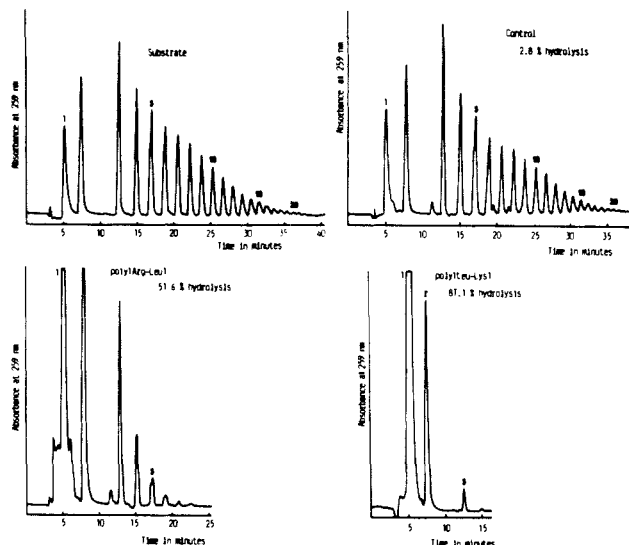 Substrate
Absorbance at 259 nm
1
5
10
15
20
5 10 15 20 25 30 35 40
Time in minutes
Control
2.8 % hydrolysis
Absorbance at 259 nm
1
5
10
15
20
5 10 15 20 25 30 35
Time in minutes
poly(Arg-Leu)
51.6 % hydrolysis
Absorbance at 259 nm
1
5
5 10 15 20 25
Time in minutes
poly(Leu-Lys)
87.1 % hydrolysis
Absorbance at 259 nm
1
2
5 10 15
Time in minutes